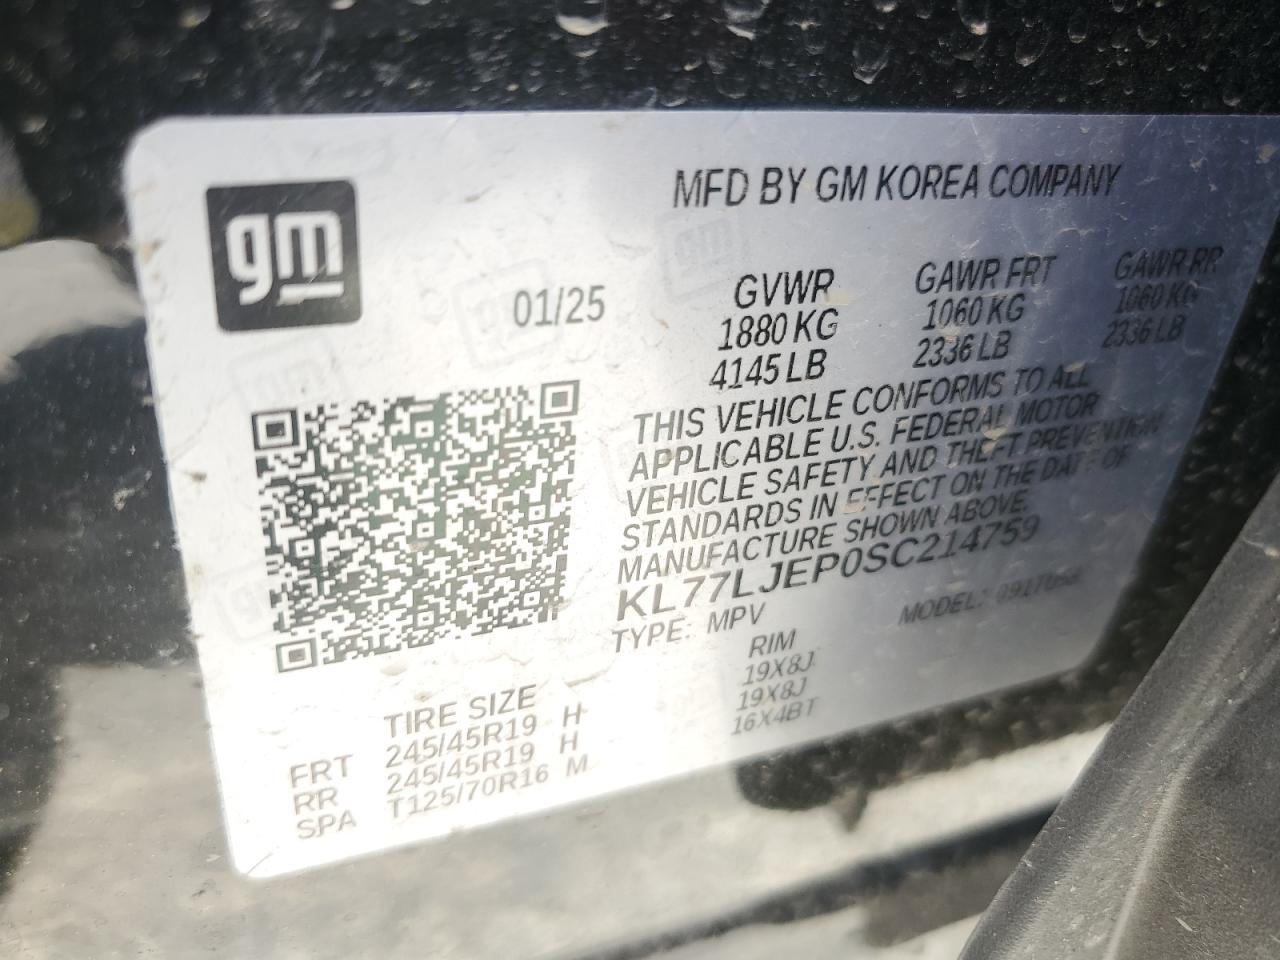 gm
MFD BY GM KOREA COMPANY
01/25
GVWR GAWR FRT GAWR RR
1880 KG 1060 KG 1060 KG
4145 LB 2336 LB 2336 LB
THIS VEHICLE CONFORMS TO ALL
APPLICABLE U.S. FEDERAL MOTOR
VEHICLE SAFETY AND THEFT PREVENTION
STANDARDS IN EFFECT ON THE DATE OF
MANUFACTURE SHOWN ABOVE.
KL77LJEP0SC214759
TYPE: MPV MODEL:
TIRE SIZE RIM
FRT 245/45R19 H 19X8J
RR 245/45R19 H 19X8J
SPA T125/70R16 M 16X4BT